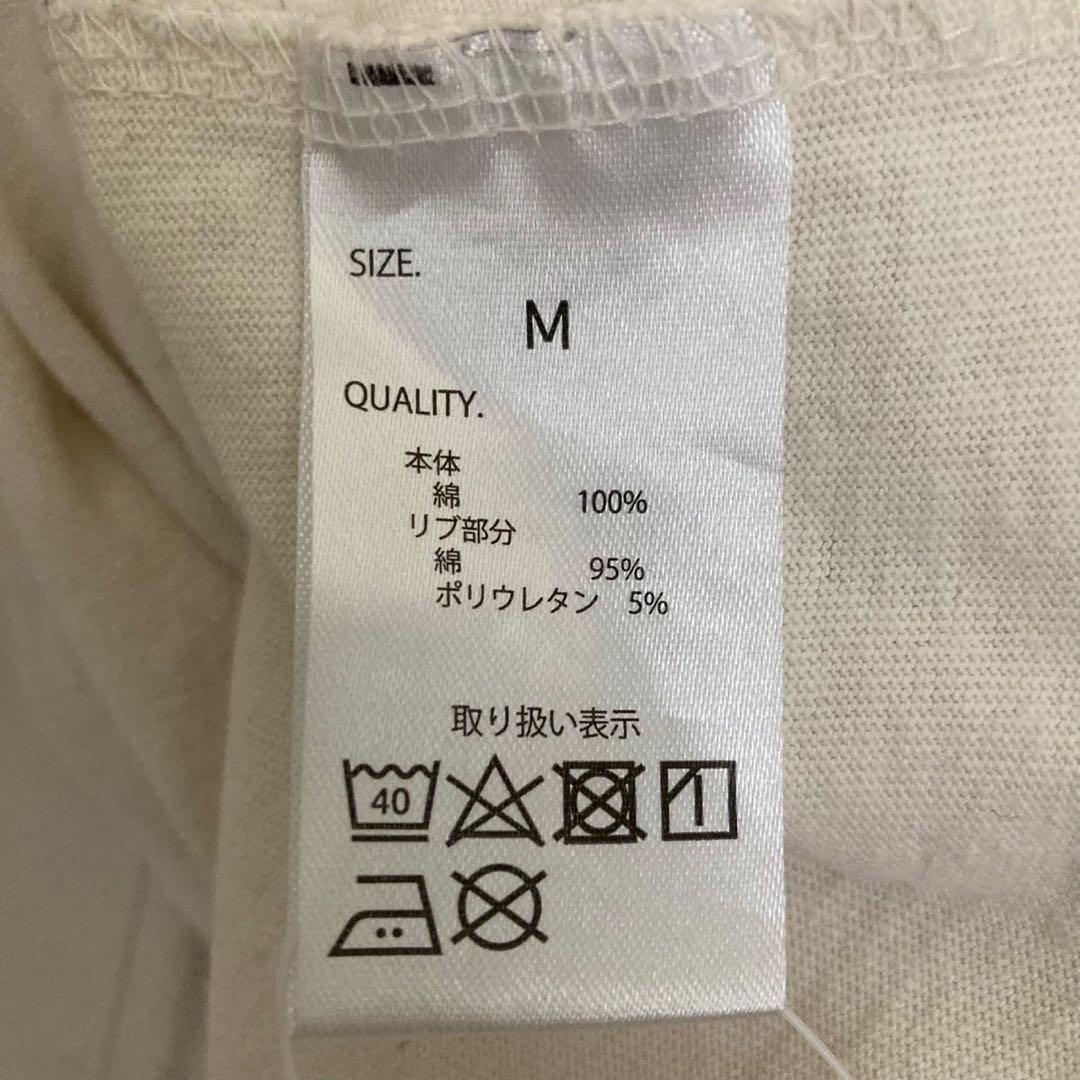 SIZE.
M
QUALITY.
本体
綿 100%
リブ部分
綿 95%
ポリウレタン 5%
取り扱い表示
40